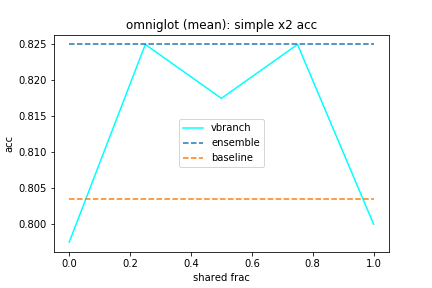 omniglot (mean): simple x2 acc
0.825
0.820
0.815
0.810
0.805
0.800
acc
vbranch
ensemble
baseline
0.0 0.2 0.4 0.6 0.8 1.0
shared frac